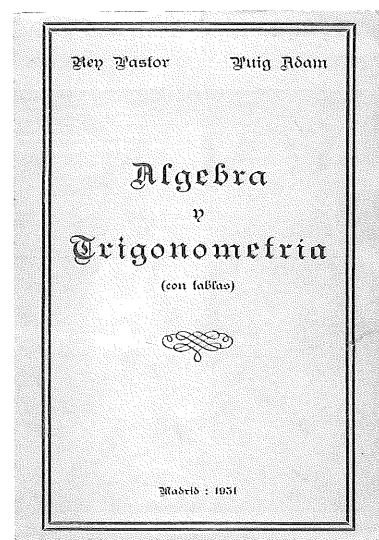 Rey Pastor Puig Adam
Algebra
y
Trigonometria
(con tablas)
Madrid : 1931